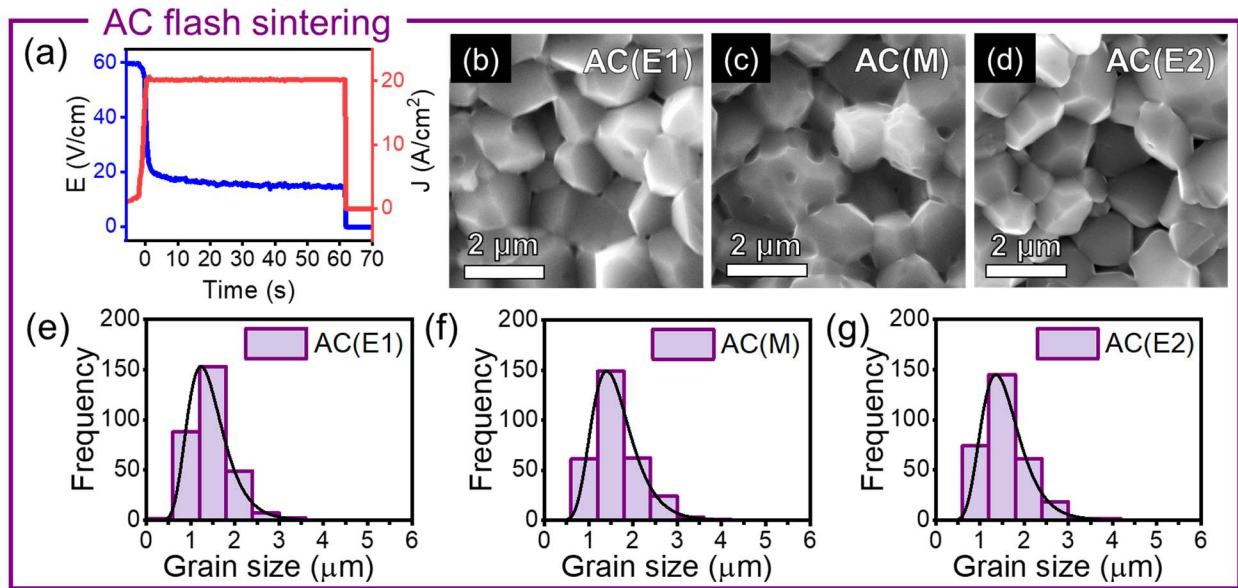 AC flash sintering
(a)
E (V/cm)
60
40
20
0
J (A/cm²)
20
10
0
0 10 20 30 40 50 60 70
Time (s)
(b) AC(E1)
2 μm
(c) AC(M)
2 μm
(d) AC(E2)
2 μm
(e)
Frequency
200
150
100
50
0
AC(E1)
0 1 2 3 4 5 6
Grain size (μm)
(f)
Frequency
200
150
100
50
0
AC(M)
0 1 2 3 4 5 6
Grain size (μm)
(g)
Frequency
200
150
100
50
0
AC(E2)
0 1 2 3 4 5 6
Grain size (μm)